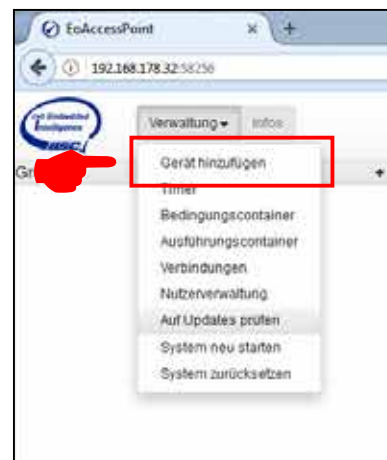 EoAccessPoint
192.168.178.32:58256
Verwaltung Infos
Gerät hinzufügen
Timer
Bedingungscontainer
Ausführungscontainer
Verbindungen
Nutzerverwaltung
Auf Updates prüfen
System neu starten
System zurücksetzen